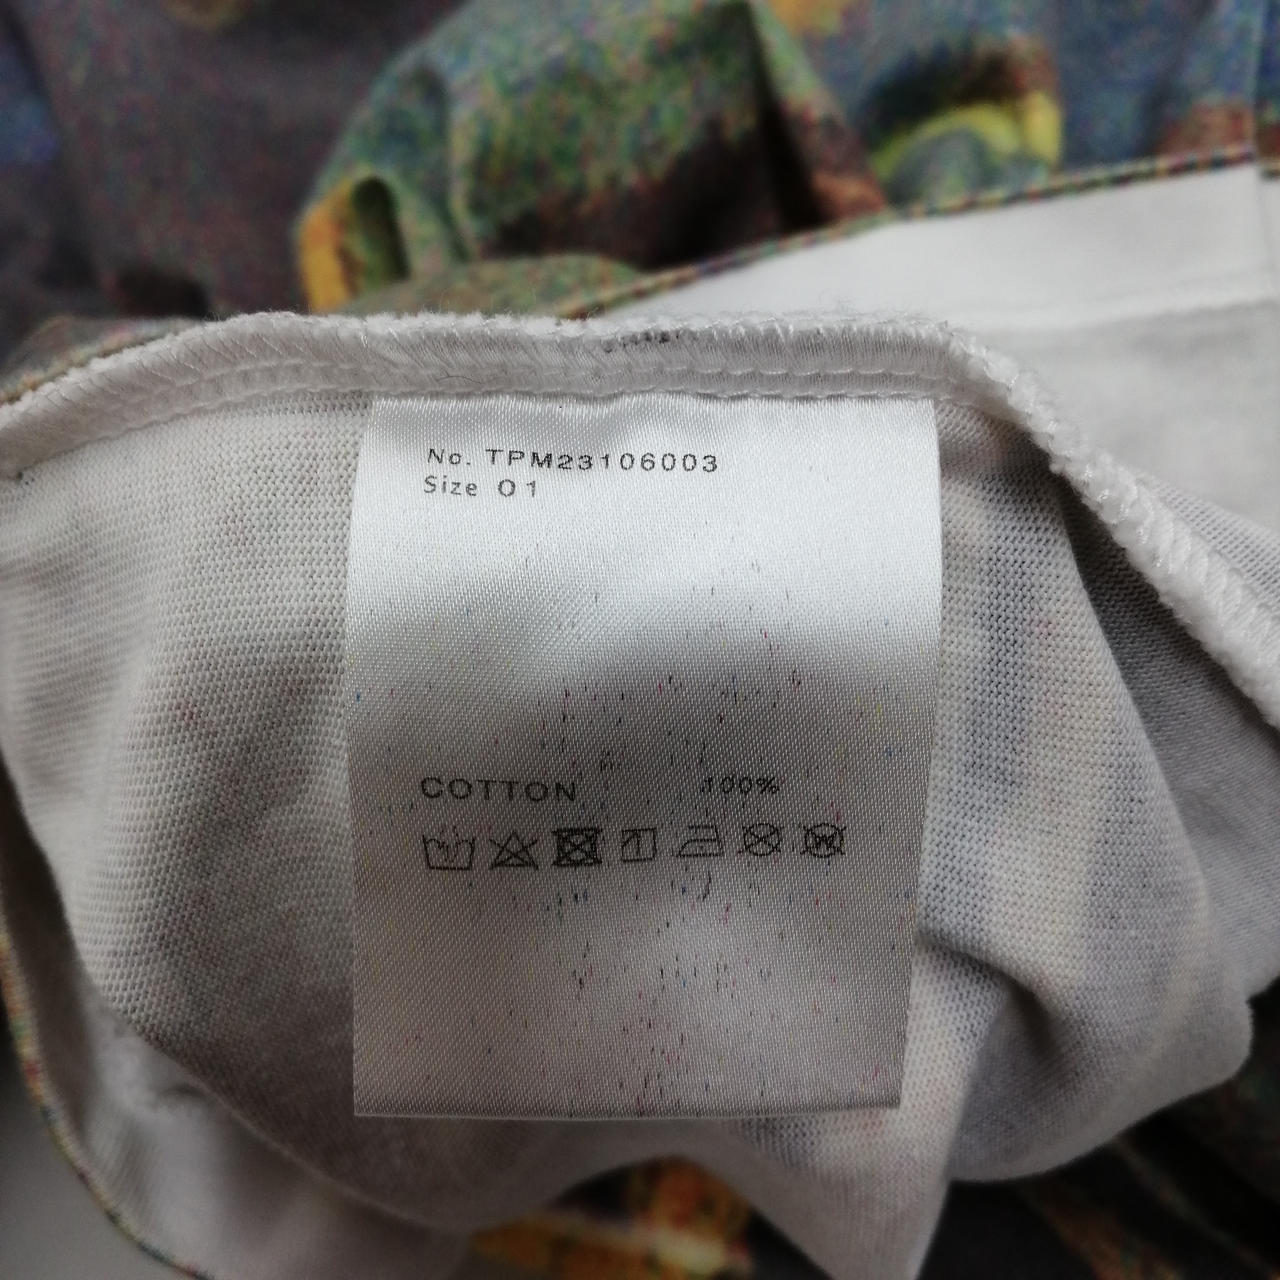 No. TPM23106003
Size 01
COTTON 100%